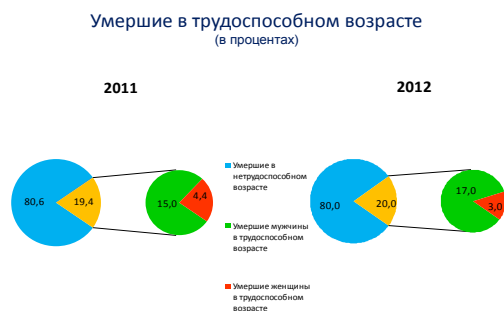 Умершие в трудоспособном возрасте
(в процентах)
2011
2012
80,6
19,4
15,0
4,4
Умершие в
нетрудоспособном
возрасте
Умершие мужчины
в трудоспособном
возрасте
Умершие женщины
в трудоспособном
возрасте
80,0
20,0
17,0
3,0